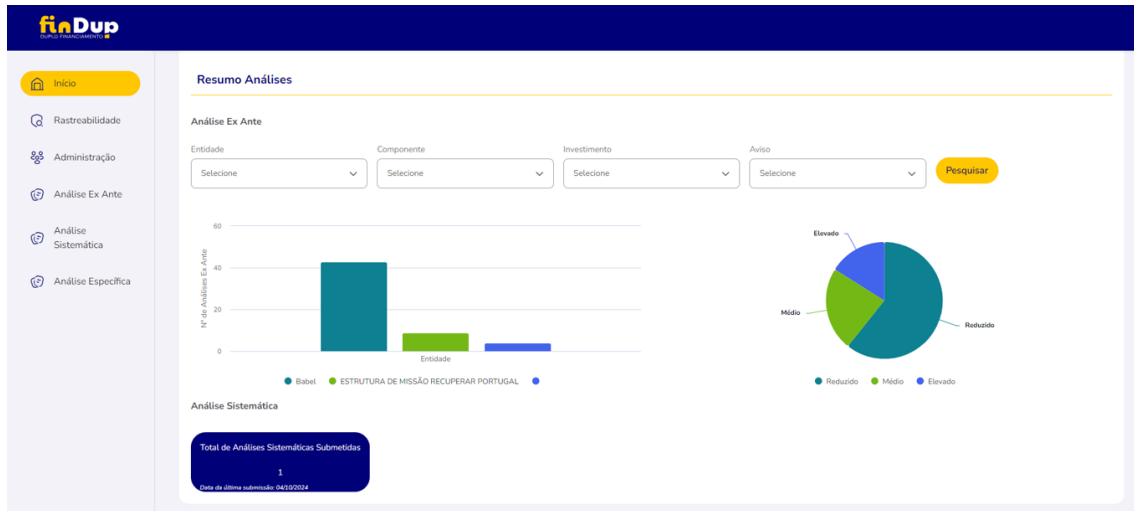 finDup
DUPLO FINANCIAMENTO
Início
Rastreabilidade
Administração
Análise Ex Ante
Análise
Sistemática
Análise Específica
Resumo Análises
Análise Ex Ante
Entidade Componente Investimento Aviso
Selecione Selecione Selecione Selecione Pesquisar
60
40
20
0
Nº de Análises Ex Ante
Entidade
Babel ESTRUTURA DE MISSÃO RECUPERAR PORTUGAL
Elevado
Médio
Reduzido
Reduzido Médio Elevado
Análise Sistemática
Total de Análises Sistemáticas Submetidas
1
Data da última submissão: 04/10/2024